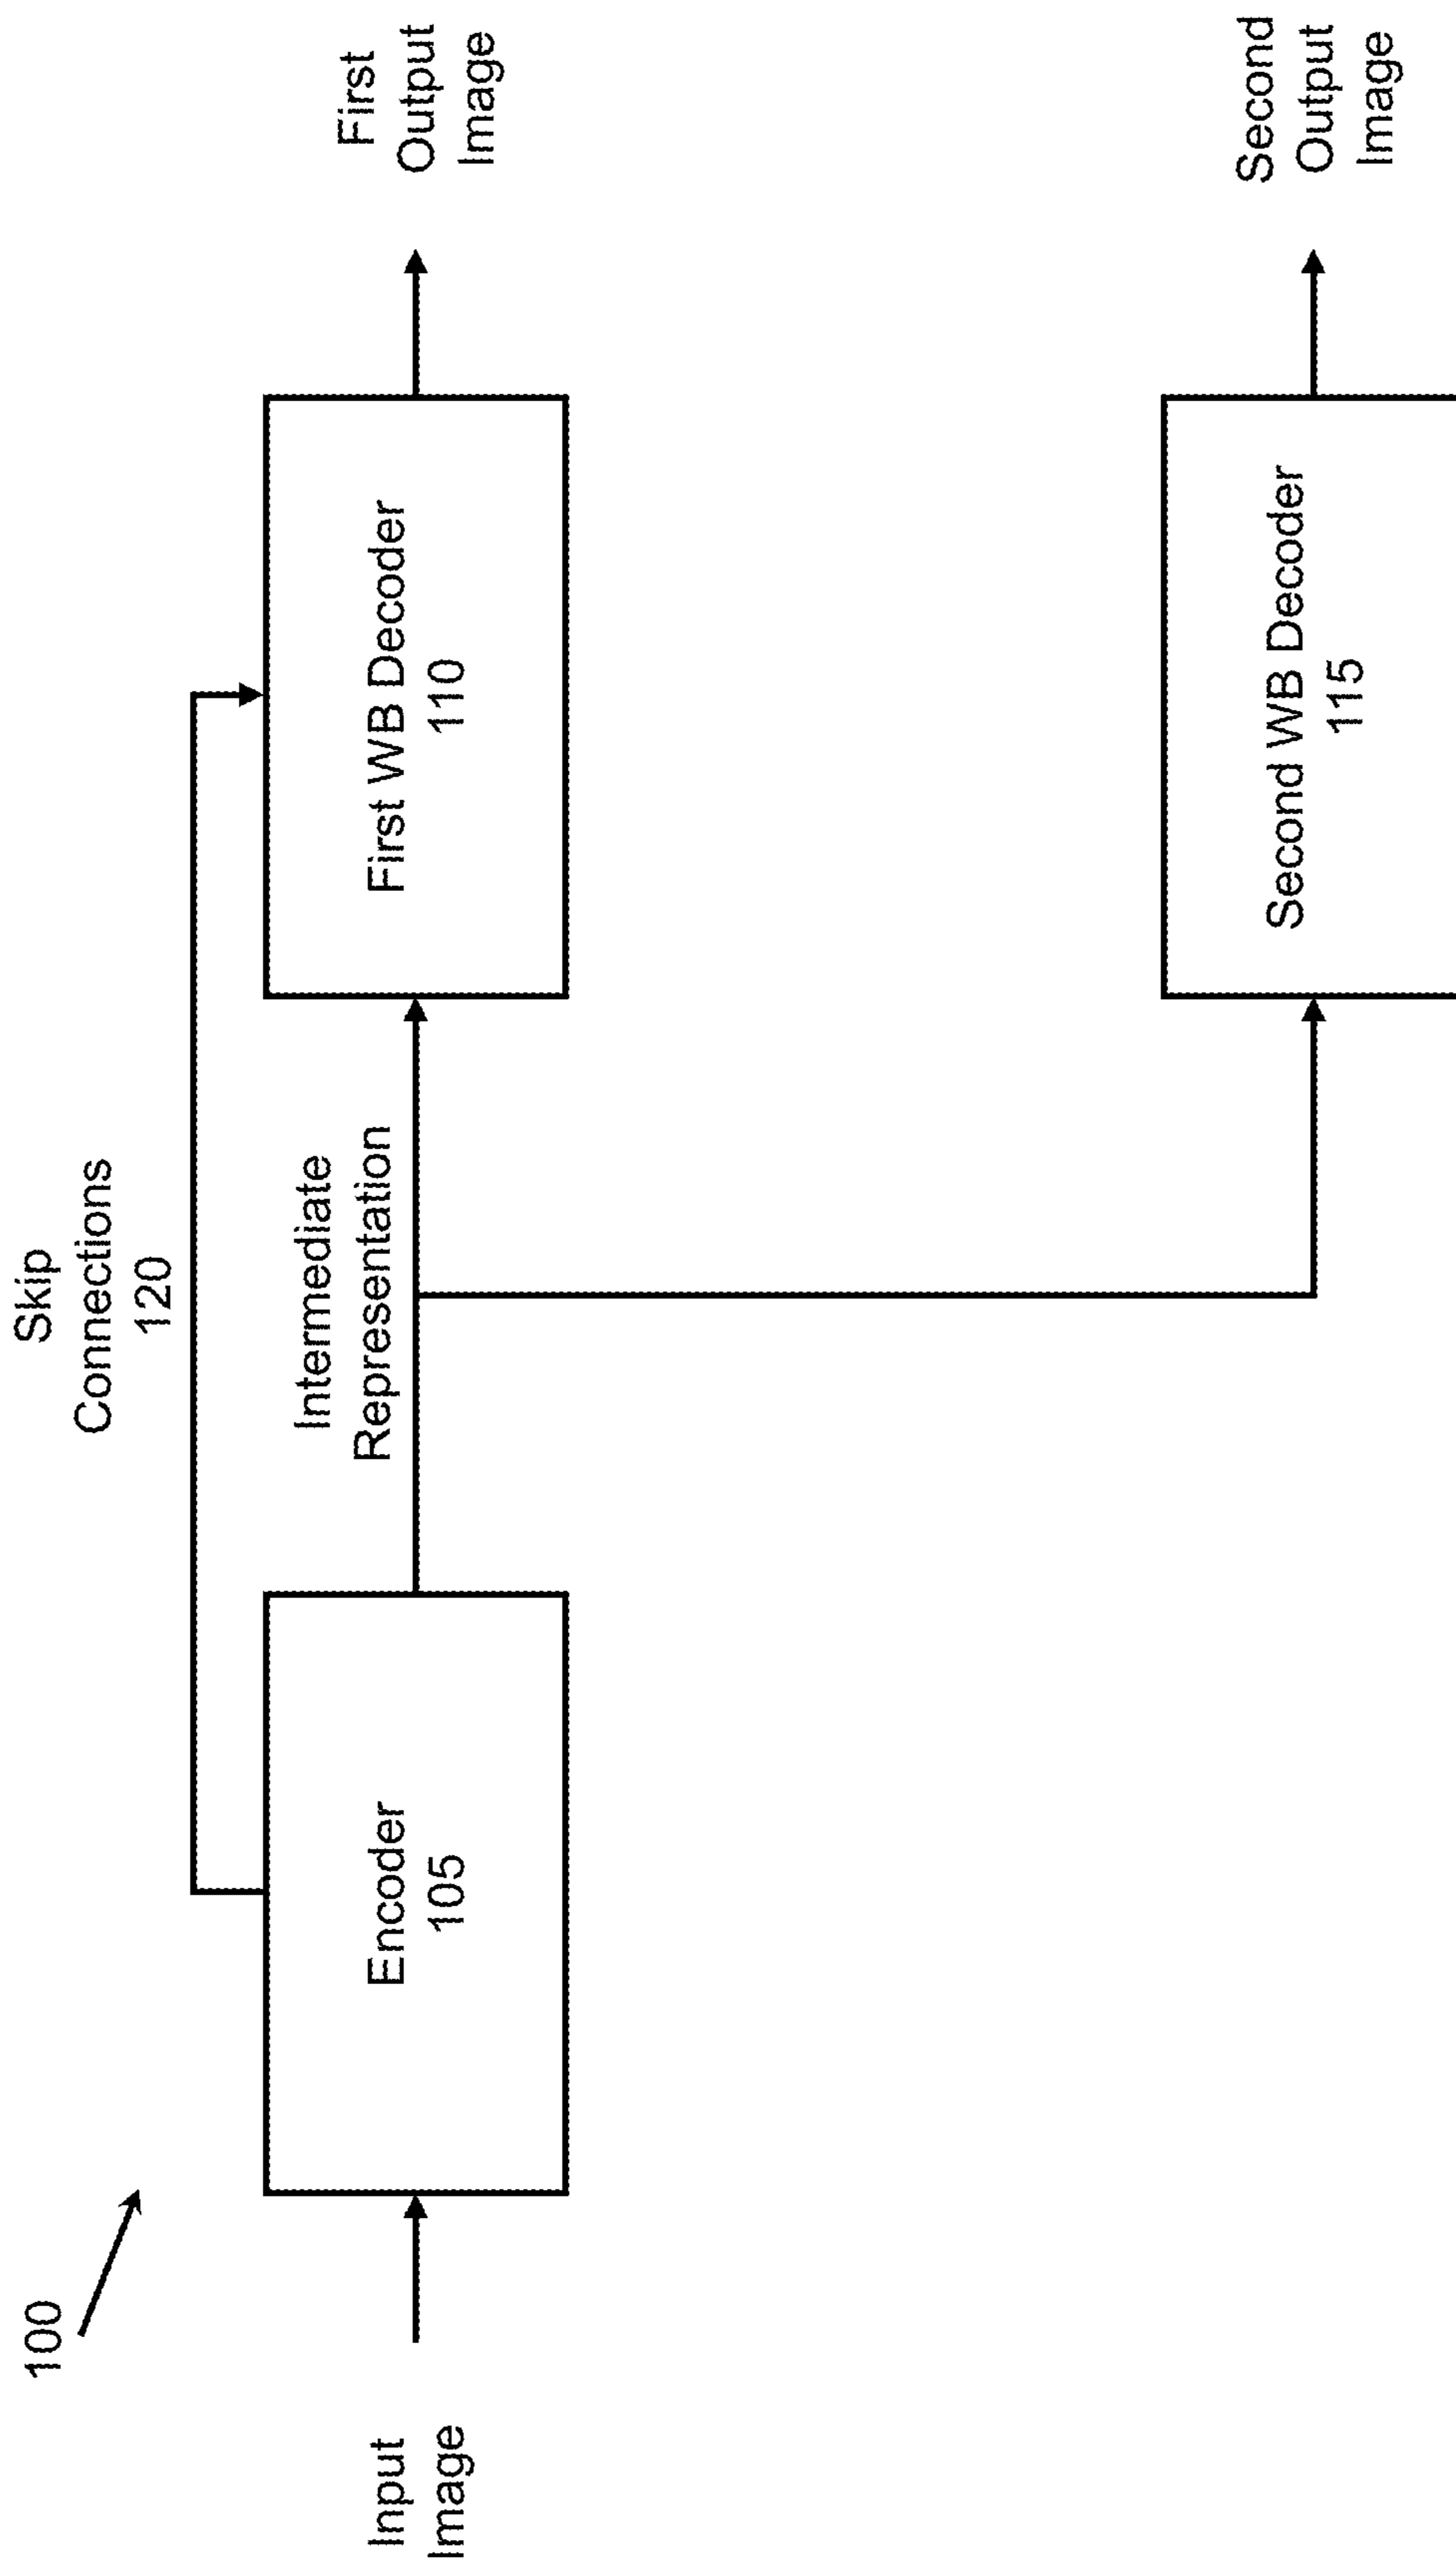 100
Skip
Connections
120
Input
Image
Encoder
105
Intermediate
Representation
First WB Decoder
110
First
Output
Image
Second WB Decoder
115
Second
Output
Image